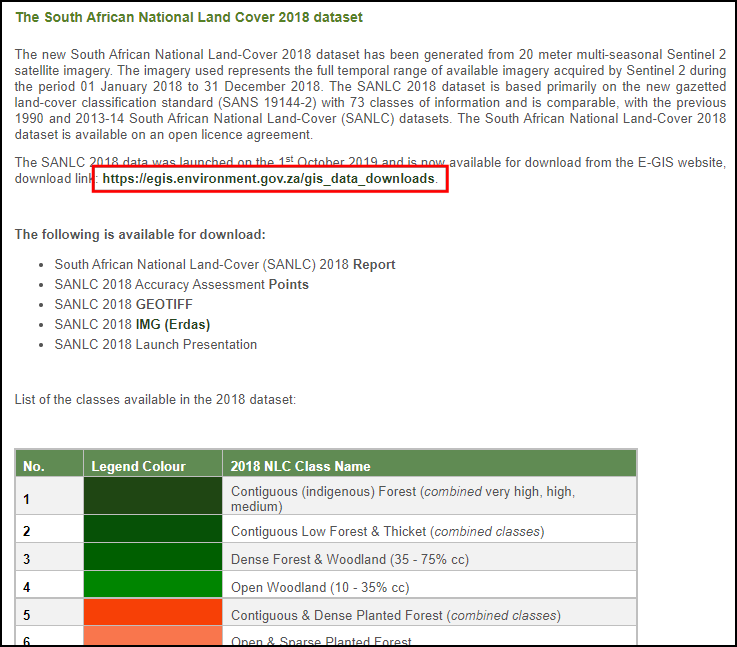 The South African National Land Cover 2018 dataset
The new South African National Land-Cover 2018 dataset has been generated from 20 meter multi-seasonal Sentinel 2
satellite imagery. The imagery used represents the full temporal range of available imagery acquired by Sentinel 2 during
the period 01 January 2018 to 31 December 2018. The SANLC 2018 dataset is based primarily on the new gazetted
land-cover classification standard (SANS 19144-2) with 73 classes of information and is comparable, with the previous
1990 and 2013-14 South African National Land-Cover (SANLC) datasets. The South African National Land-Cover 2018
dataset is available on an open licence agreement.
The SANLC 2018 data was launched on the 1st October 2019 and is now available for download from the E-GIS website,
download link: https://egis.environment.gov.za/gis_data_downloads.
The following is available for download:
• South African National Land-Cover (SANLC) 2018 Report
• SANLC 2018 Accuracy Assessment Points
• SANLC 2018 GEOTIFF
• SANLC 2018 IMG (Erdas)
• SANLC 2018 Launch Presentation
List of the classes available in the 2018 dataset:
No. Legend Colour 2018 NLC Class Name
1 Contiguous (indigenous) Forest (combined very high, high,
medium)
2 Contiguous Low Forest & Thicket (combined classes)
3 Dense Forest & Woodland (35 - 75% cc)
4 Open Woodland (10 - 35% cc)
5 Contiguous & Dense Planted Forest (combined classes)
6 Open & Sparse Planted Forest